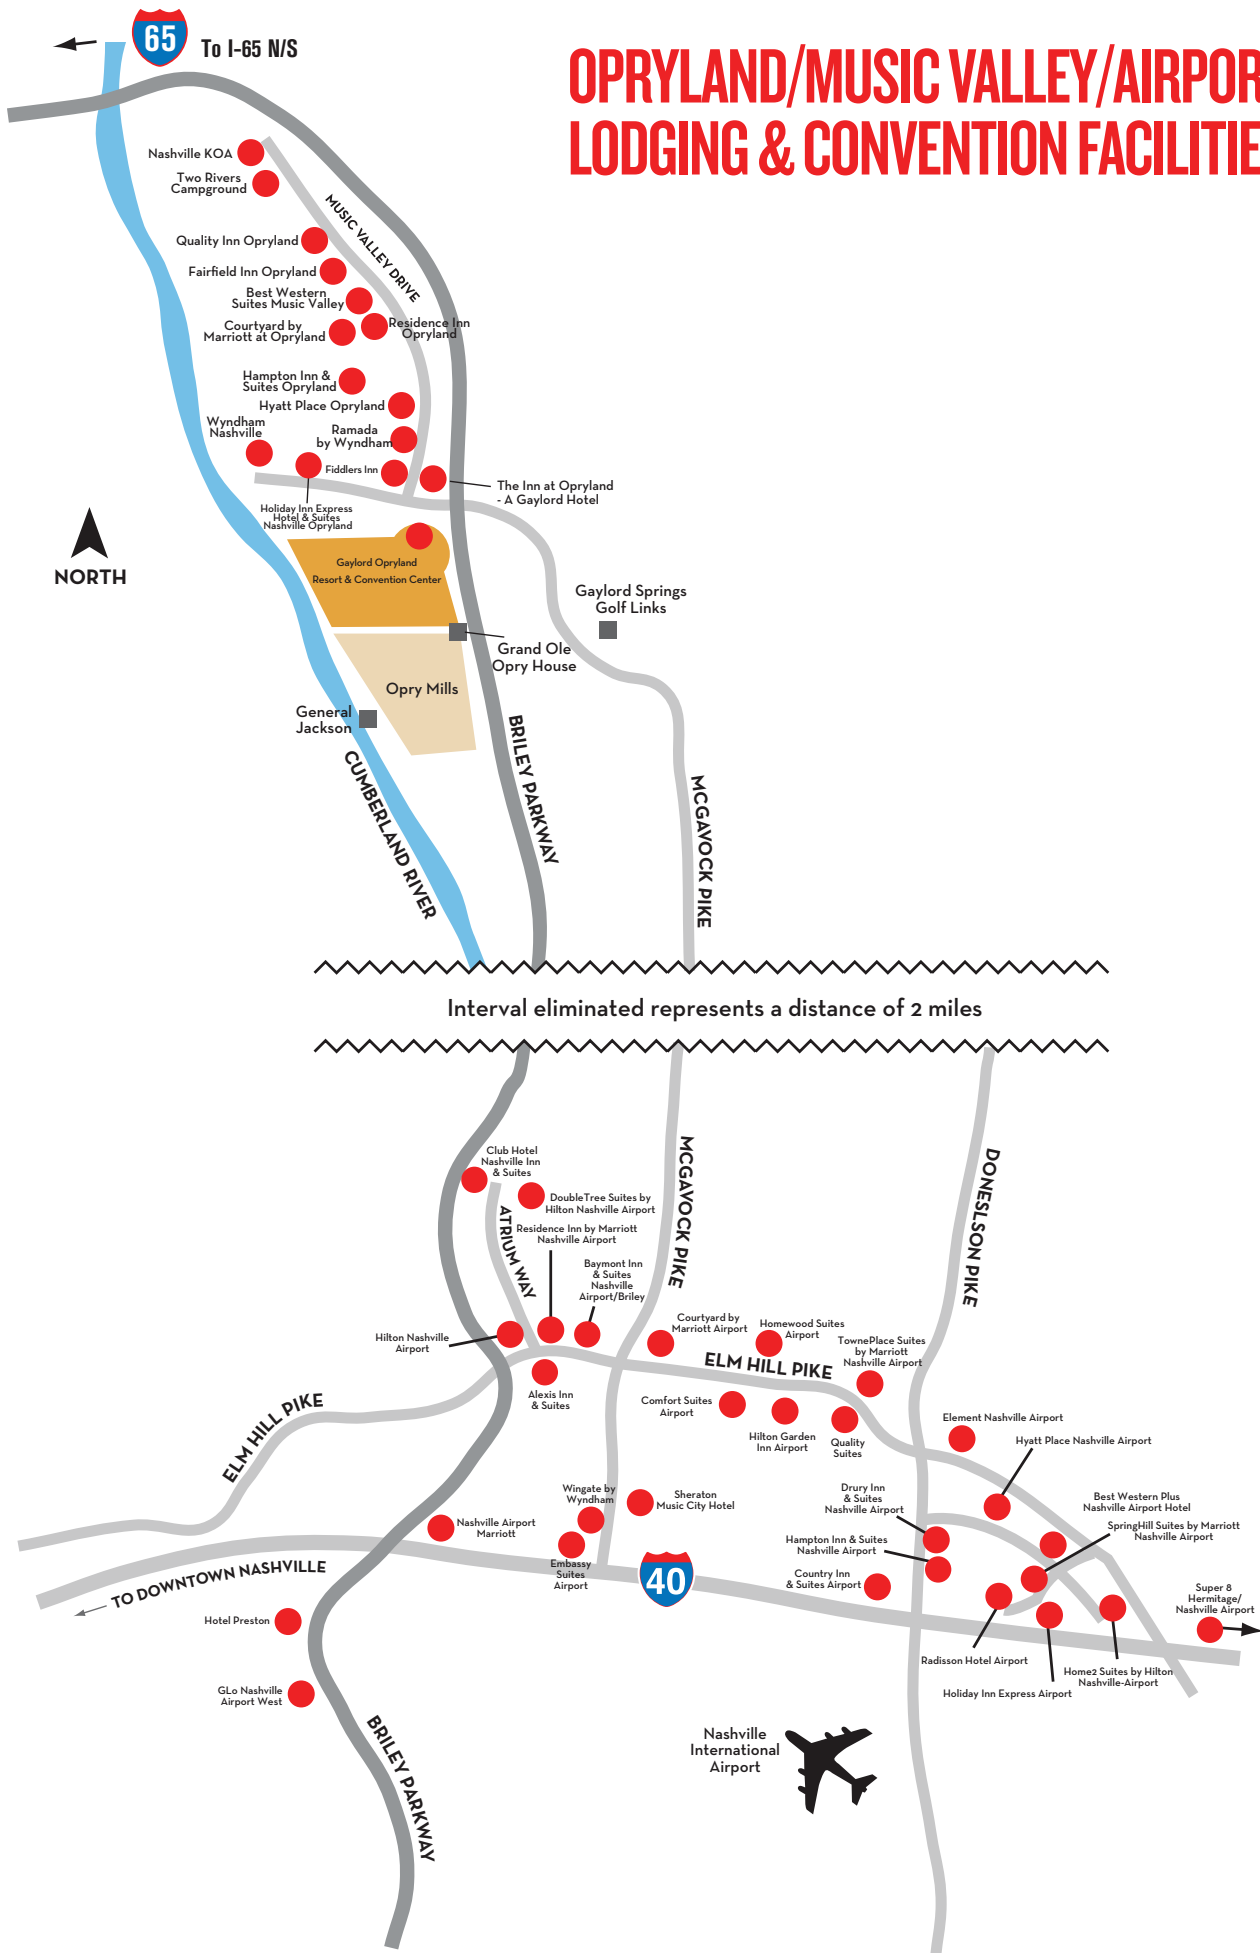 65
To I-65 N/S
OPRYLAND/MUSIC VALLEY/AIRPOR
LODGING & CONVENTION FACILITIE
Nashville KOA
Two Rivers
Campground
MUSIC VALLEY DRIVE
Quality Inn Opryland
Fairfield Inn Opryland
Best Western
Suites Music Valley
Courtyard by
Marriott at Opryland
Residence Inn
Opryland
Hampton Inn &
Suites Opryland
Hyatt Place Opryland
Wyndham
Nashville
Ramada
by Wyndham
Fiddlers Inn
The Inn at Opryland
- A Gaylord Hotel
Holiday Inn Express
Hotel & Suites
Nashville Opryland
NORTH
Gaylord Opryland
Resort & Convention Center
Gaylord Springs
Golf Links
Grand Ole
Opry House
Opry Mills
General
Jackson
BRILEY PARKWAY
CUMBERLAND RIVER
MCGAVOCK PIKE
Interval eliminated represents a distance of 2 miles
Club Hotel
Nashville Inn
& Suites
DoubleTree Suites by
Hilton Nashville Airport
ATRIUM WAY
MCGAVOCK PIKE
DONESLSON PIKE
Residence Inn by Marriott
Nashville Airport
Baymont Inn
& Suites
Nashville
Airport/Briley
Hilton Nashville
Airport
Courtyard by
Marriott Airport
Homewood Suites
Airport
TownePlace Suites
by Marriott
Nashville Airport
ELM HILL PIKE
Alexis Inn
& Suites
ELM HILL PIKE
Comfort Suites
Airport
Hilton Garden
Inn Airport
Quality
Suites
Element Nashville Airport
Hyatt Place Nashville Airport
Wingate by
Wyndham
Sheraton
Music City Hotel
Drury Inn
& Suites
Nashville Airport
Best Western Plus
Nashville Airport Hotel
SpringHill Suites by Marriott
Nashville Airport
Nashville Airport
Marriott
Hampton Inn & Suites
Nashville Airport
Embassy
Suites
Airport
40
Country Inn
& Suites Airport
TO DOWNTOWN NASHVILLE
Super 8
Hermitage/
Nashville Airport
Hotel Preston
Radisson Hotel Airport
Home2 Suites by Hilton
Nashville-Airport
Holiday Inn Express Airport
GLo Nashville
Airport West
BRILEY PARKWAY
Nashville
International
Airport